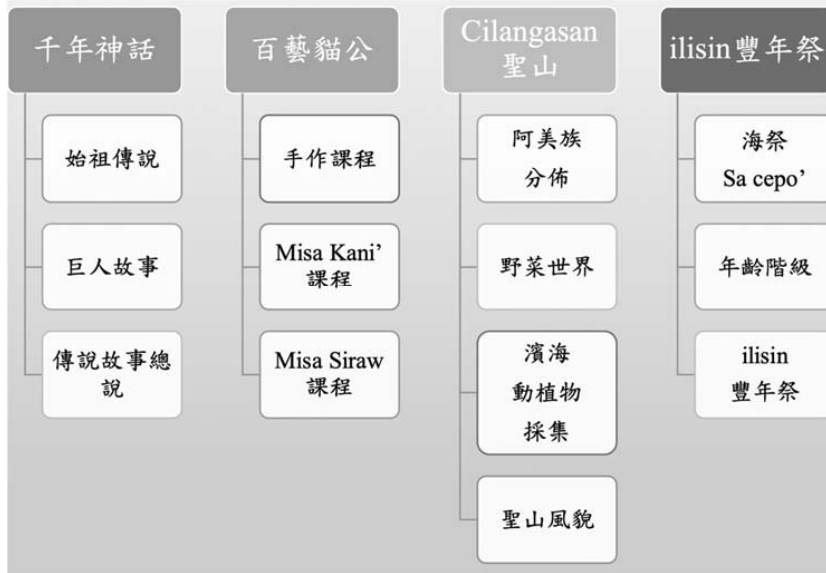 千年神話
始祖傳說
巨人故事
傳說故事總
說
百藝貓公
手作課程
Misa Kani’
課程
Misa Siraw
課程
Cilangasan
聖山
阿美族
分佈
野菜世界
濱海
動植物
採集
聖山風貌
ilisin豐年祭
海祭
Sa cepo’
年齡階級
ilisin
豐年祭